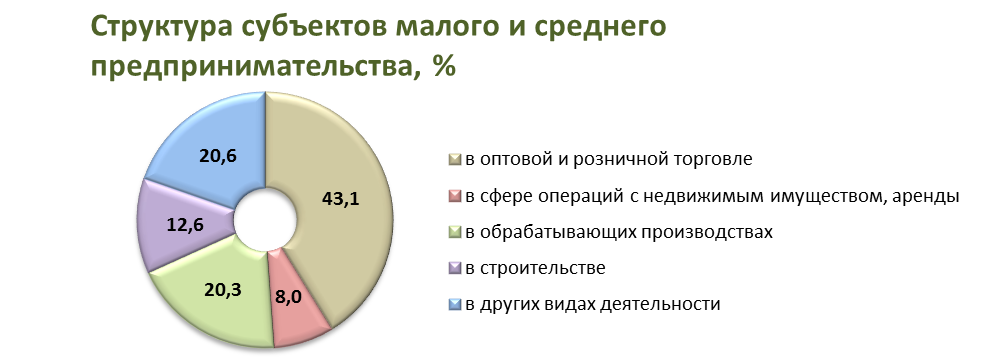 Структура субъектов малого и среднего
предпринимательства, %
20,6
43,1
12,6
20,3
8,0
в оптовой и розничной торговле
в сфере операций с недвижимым имуществом, аренды
в обрабатывающих производствах
в строительстве
в других видах деятельности